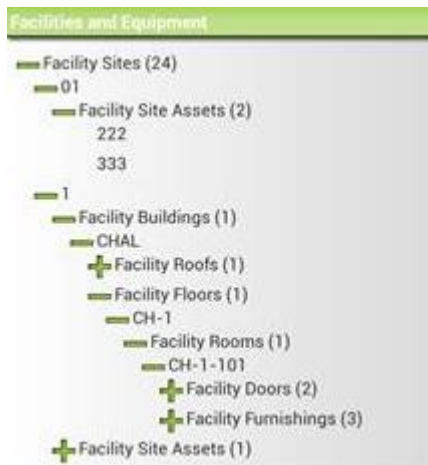 Facilities and Equipment
Facility Sites (24)
01
Facility Site Assets (2)
222
333
1
Facility Buildings (1)
CHAL
Facility Roofs (1)
Facility Floors (1)
CH-1
Facility Rooms (1)
CH-1-101
Facility Doors (2)
Facility Furnishings (3)
Facility Site Assets (1)